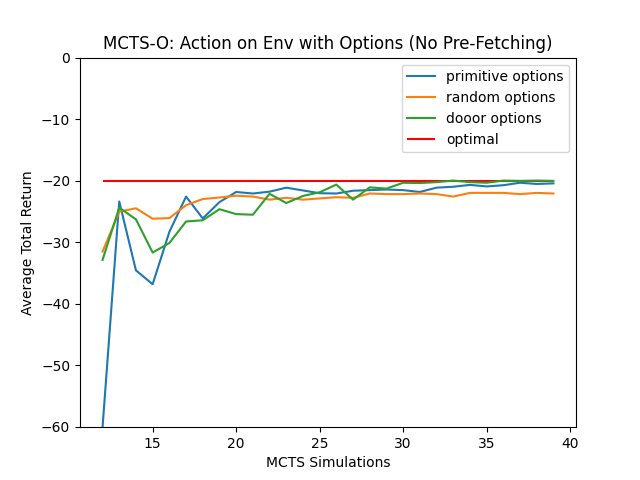 MCTS-O: Action on Env with Options (No Pre-Fetching)
primitive options
random options
dooor options
optimal
Average Total Return
0
−10
−20
−30
−40
−50
−60
15
20
25
30
35
40
MCTS Simulations